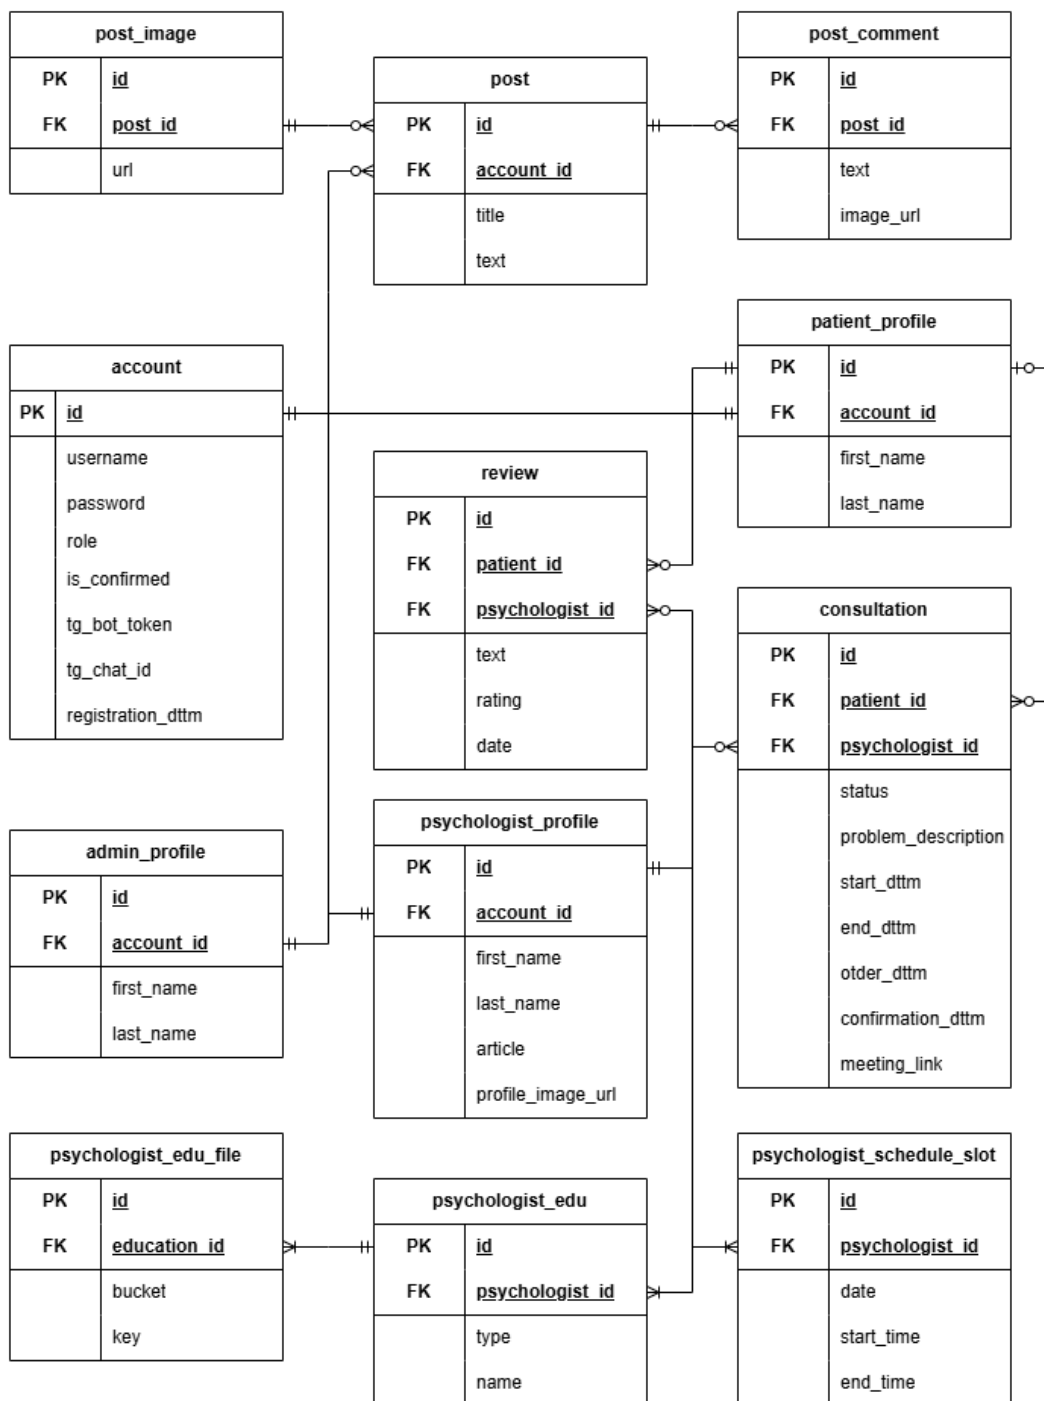 post_image
PK id
FK post_id
url
post
PK id
FK account_id
title
text
post_comment
PK id
FK post_id
text
image_url
account
PK id
username
password
role
is_confirmed
tg_bot_token
tg_chat_id
registration_dttm
patient_profile
PK id
FK account_id
first_name
last_name
review
PK id
FK patient_id
FK psychologist_id
text
rating
date
consultation
PK id
FK patient_id
FK psychologist_id
status
problem_description
start_dttm
end_dttm
otder_dttm
confirmation_dttm
meeting_link
admin_profile
PK id
FK account_id
first_name
last_name
psychologist_profile
PK id
FK account_id
first_name
last_name
article
profile_image_url
psychologist_edu_file
PK id
FK education_id
bucket
key
psychologist_edu
PK id
FK psychologist_id
type
name
psychologist_schedule_slot
PK id
FK psychologist_id
date
start_time
end_time